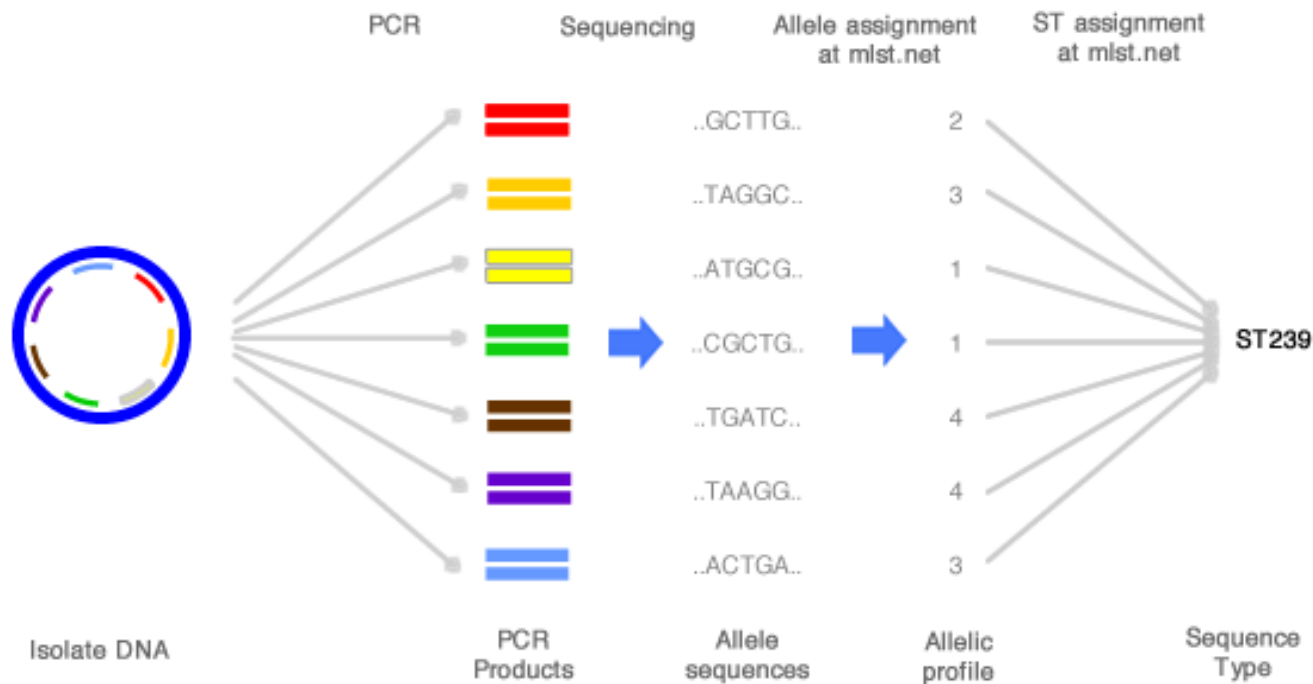 PCR
Sequencing
Allele assignment
at mlst.net
ST assignment
at mlst.net
..GCTTG..
2
..TAGGC..
3
..ATGCG..
1
..CGCTG..
1
ST239
..TGATC..
4
..TAAGG..
4
..ACTGA..
3
Isolate DNA
PCR
Products
Allele
sequences
Allelic
profile
Sequence
Type